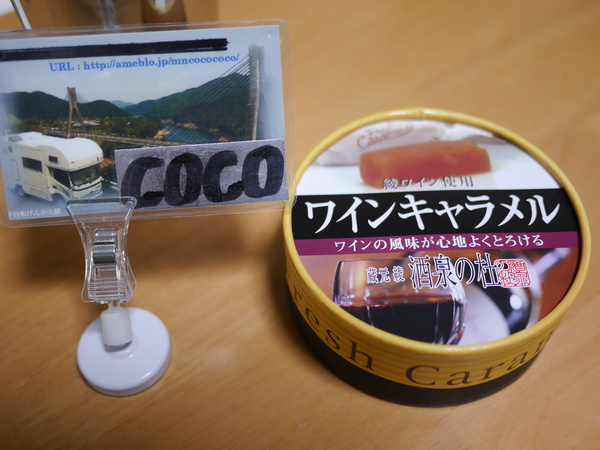 URL : http://ameblo.jp/mncocococo/
COCO
綾ワイン使用
ワインキャラメル
ワインの風味が心地よくとろける
蔵元 綾 酒泉の杜
Fresh Caram